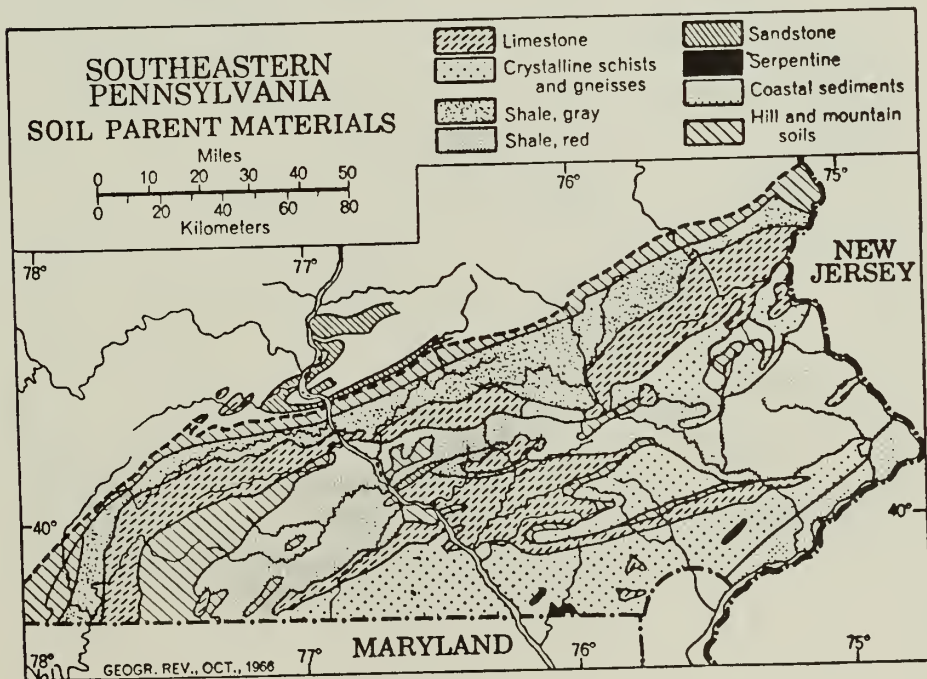 SOUTHEASTERN
PENNSYLVANIA
SOIL PARENT MATERIALS
Miles
0 10 20 30 40 50
0 20 40 60 80
Kilometers
Limestone
Crystalline schists
and gneisses
Shale, gray
Shale, red
Sandstone
Serpentine
Coastal sediments
Hill and mountain
soils
78°
77°
76°
75°
NEW
JERSEY
40°
40°
MARYLAND
78°
77°
76°
75°
GEOGR. REV., OCT., 1966